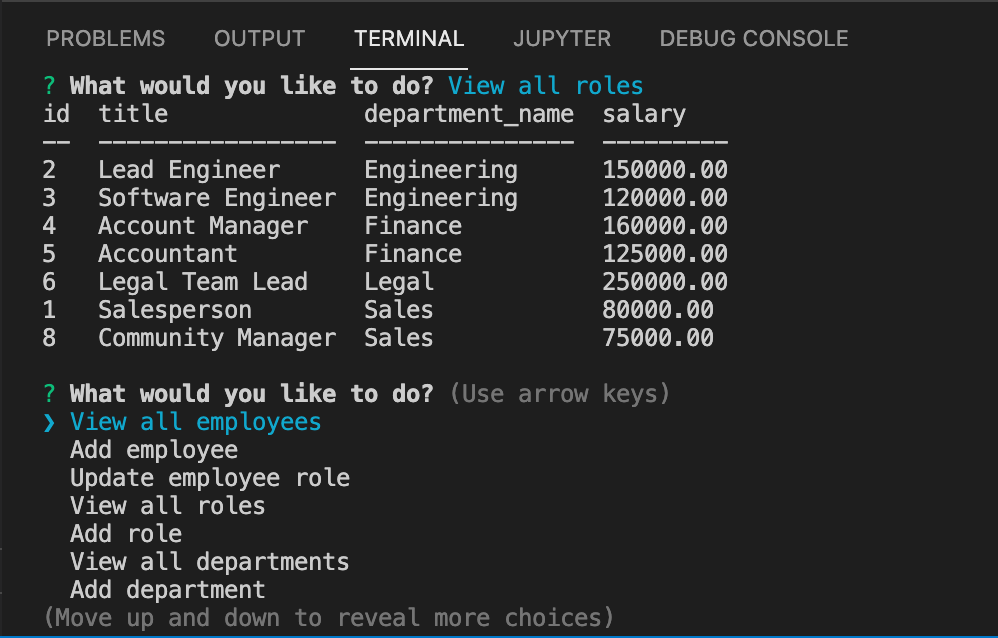 PROBLEMS OUTPUT TERMINAL JUPYTER DEBUG CONSOLE
? What would you like to do? View all roles
id  title              department_name  salary
--  -----------------  ---------------  ---------
2   Lead Engineer      Engineering      150000.00
3   Software Engineer  Engineering      120000.00
4   Account Manager    Finance          160000.00
5   Accountant         Finance          125000.00
6   Legal Team Lead    Legal            250000.00
1   Salesperson        Sales            80000.00
8   Community Manager  Sales            75000.00
? What would you like to do? (Use arrow keys)
❯ View all employees
  Add employee
  Update employee role
  View all roles
  Add role
  View all departments
  Add department
(Move up and down to reveal more choices)